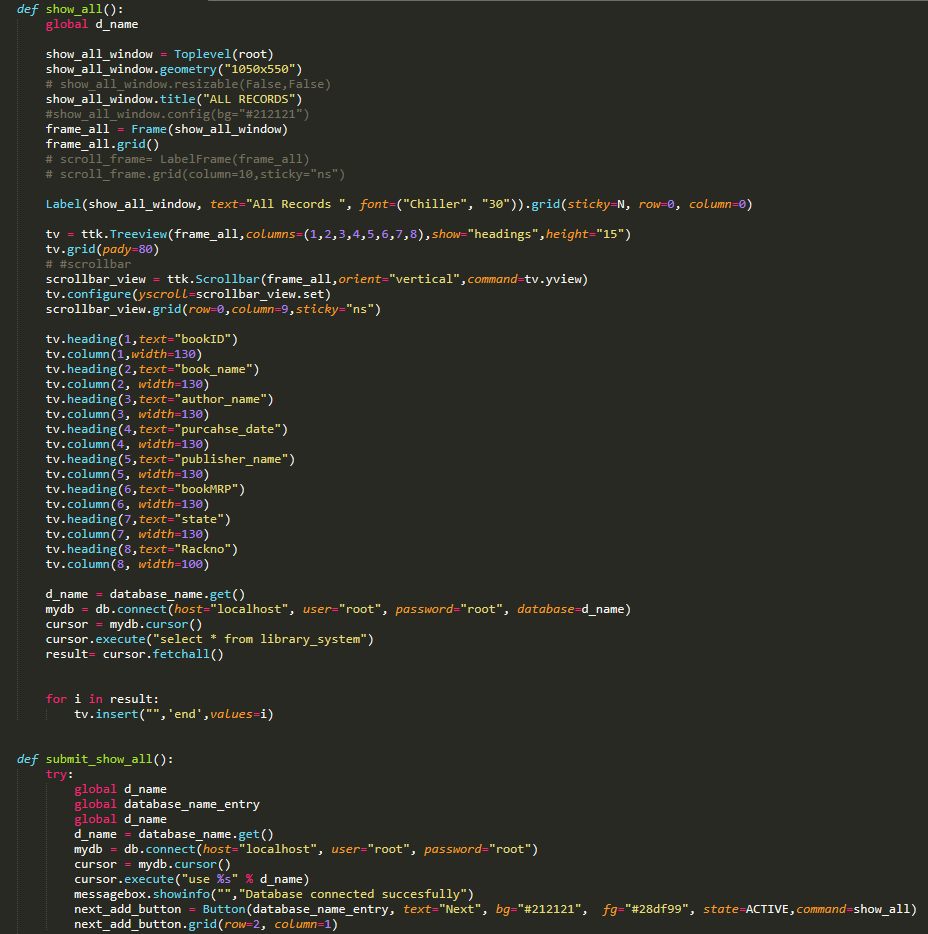 def show_all():
    global d_name

    show_all_window = Toplevel(root)
    show_all_window.geometry("1050x550")
    # show_all_window.resizable(False,False)
    show_all_window.title("ALL RECORDS")
    #show_all_window.config(bg="#212121")
    frame_all = Frame(show_all_window)
    frame_all.grid()
    # scroll_frame= LabelFrame(frame_all)
    # scroll_frame.grid(column=10,sticky="ns")

    Label(show_all_window, text="All Records ", font=("Chiller", "30")).grid(sticky=N, row=0, column=0)

    tv = ttk.Treeview(frame_all,columns=(1,2,3,4,5,6,7,8),show="headings",height="15")
    tv.grid(pady=80)
    # #scrollbar
    scrollbar_view = ttk.Scrollbar(frame_all,orient="vertical",command=tv.yview)
    tv.configure(yscroll=scrollbar_view.set)
    scrollbar_view.grid(row=0,column=9,sticky="ns")

    tv.heading(1,text="bookID")
    tv.column(1,width=130)
    tv.heading(2,text="book_name")
    tv.column(2, width=130)
    tv.heading(3,text="author_name")
    tv.column(3, width=130)
    tv.heading(4,text="purcahse_date")
    tv.column(4, width=130)
    tv.heading(5,text="publisher_name")
    tv.column(5, width=130)
    tv.heading(6,text="bookMRP")
    tv.column(6, width=130)
    tv.heading(7,text="state")
    tv.column(7, width=130)
    tv.heading(8,text="Rackno")
    tv.column(8, width=100)

    d_name = database_name.get()
    mydb = db.connect(host="localhost", user="root", password="root", database=d_name)
    cursor = mydb.cursor()
    cursor.execute("select * from library_system")
    result= cursor.fetchall()


    for i in result:
        tv.insert("",'end',values=i)


def submit_show_all():
    try:
        global d_name
        global database_name_entry
        global d_name
        d_name = database_name.get()
        mydb = db.connect(host="localhost", user="root", password="root")
        cursor = mydb.cursor()
        cursor.execute("use %s" % d_name)
        messagebox.showinfo("","Database connected succesfully")
        next_add_button = Button(database_name_entry, text="Next", bg="#212121",  fg="#28df99", state=ACTIVE,command=show_all)
        next_add_button.grid(row=2, column=1)